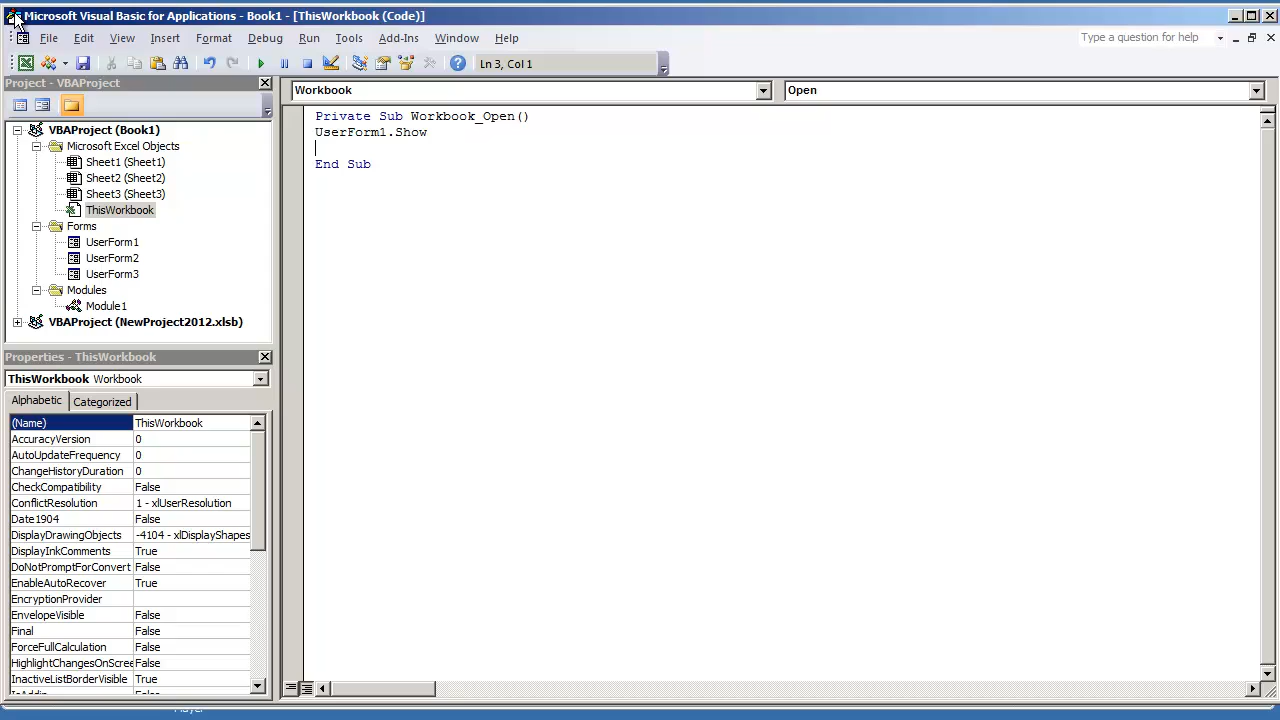 Microsoft Visual Basic for Applications - Book1 - [ThisWorkbook (Code)]
File Edit View Insert Format Debug Run Tools Add-Ins Window Help
Type a question for help
Ln 3, Col 1
Project - VBAProject
VBAProject (Book1)
Microsoft Excel Objects
Sheet1 (Sheet1)
Sheet2 (Sheet2)
Sheet3 (Sheet3)
ThisWorkbook
Forms
UserForm1
UserForm2
UserForm3
Modules
Module1
VBAProject (NewProject2012.xlsb)
Properties - ThisWorkbook
ThisWorkbook Workbook
Alphabetic Categorized
(Name) ThisWorkbook
AccuracyVersion 0
AutoUpdateFrequency 0
ChangeHistoryDuration 0
CheckCompatibility False
ConflictResolution 1 - xlUserResolution
Date1904 False
DisplayDrawingObjects -4104 - xlDisplayShapes
DisplayInkComments True
DoNotPromptForConvert False
EnableAutoRecover True
EncryptionProvider
EnvelopeVisible False
Final False
ForceFullCalculation False
HighlightChangesOnScree False
InactiveListBorderVisible True
Workbook
Open
Private Sub Workbook_Open()
UserForm1.Show
End Sub